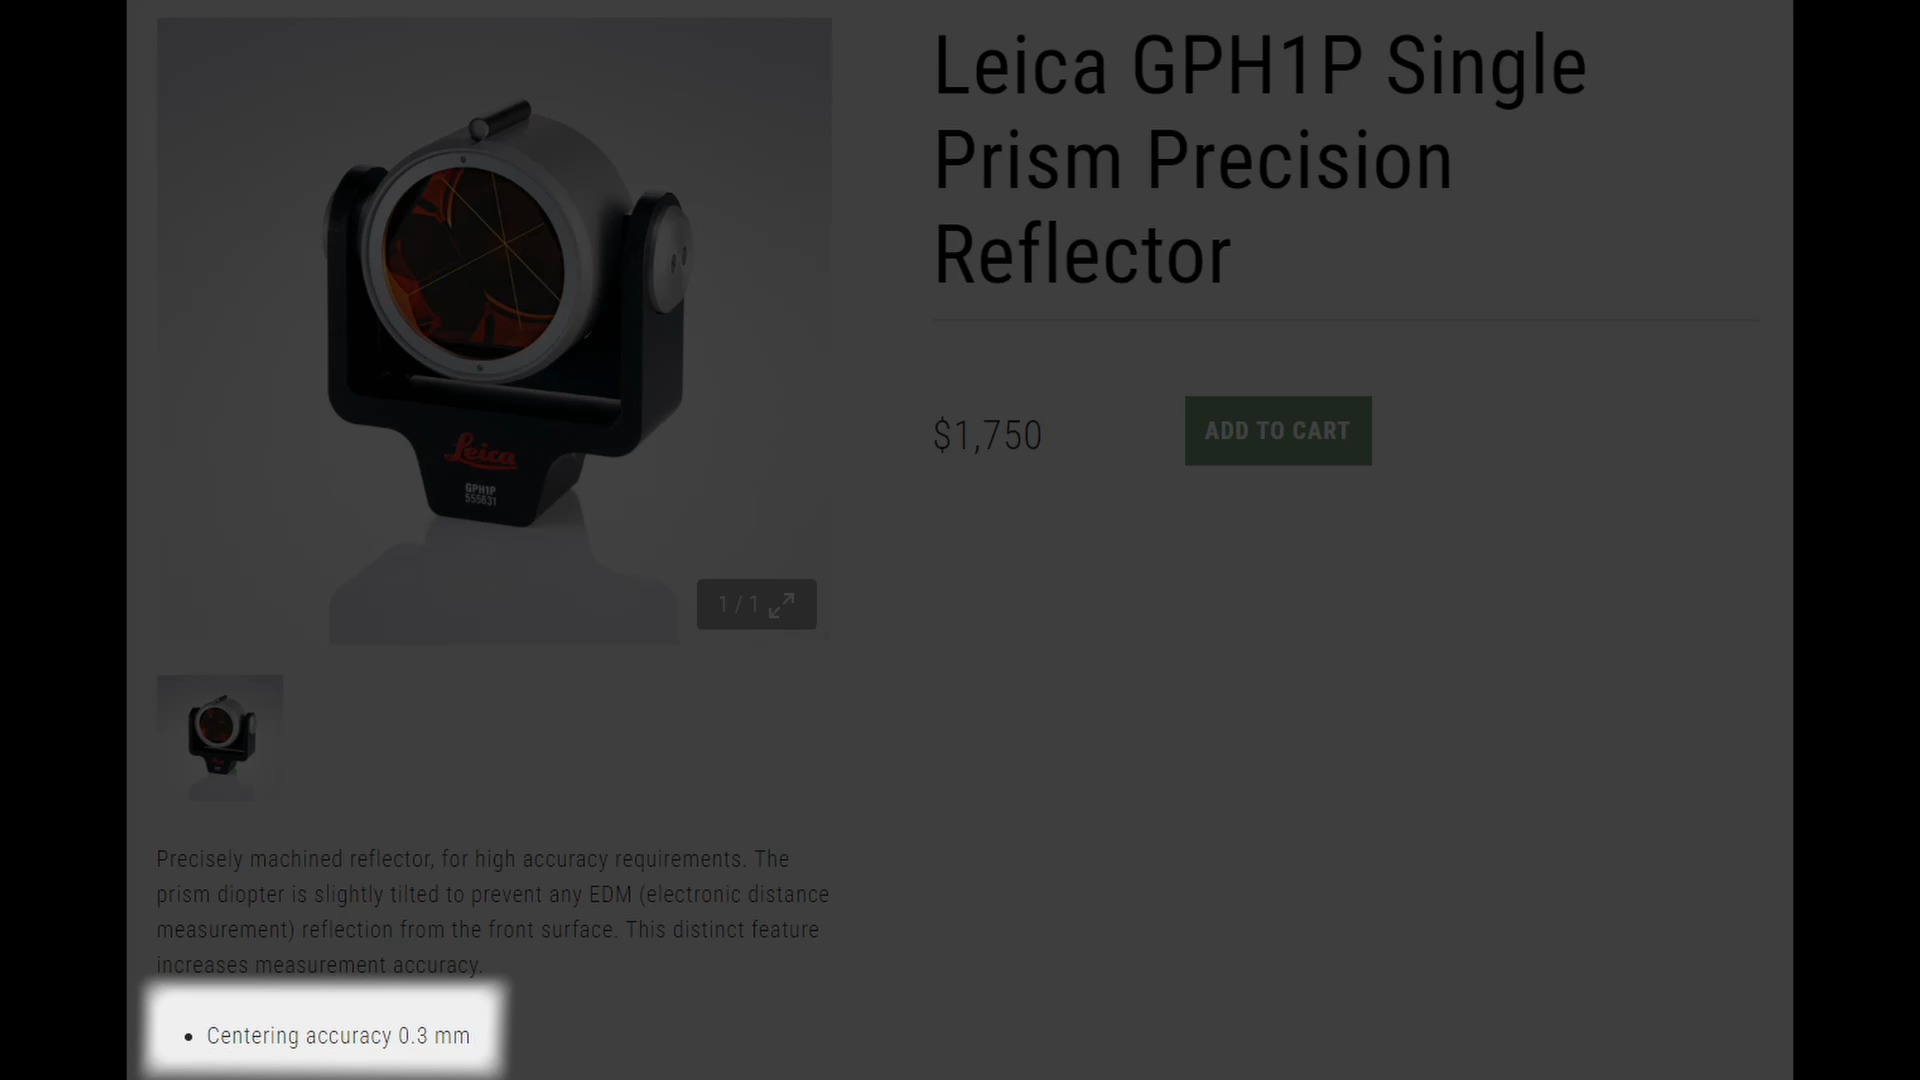 Leica GPH1P Single
Prism Precision
Reflector
$1,750
ADD TO CART
Leica
GPH1P
555631
1 / 1
Precisely machined reflector, for high accuracy requirements. The
prism diopter is slightly tilted to prevent any EDM (electronic distance
measurement) reflection from the front surface. This distinct feature
increases measurement accuracy.
• Centering accuracy 0.3 mm